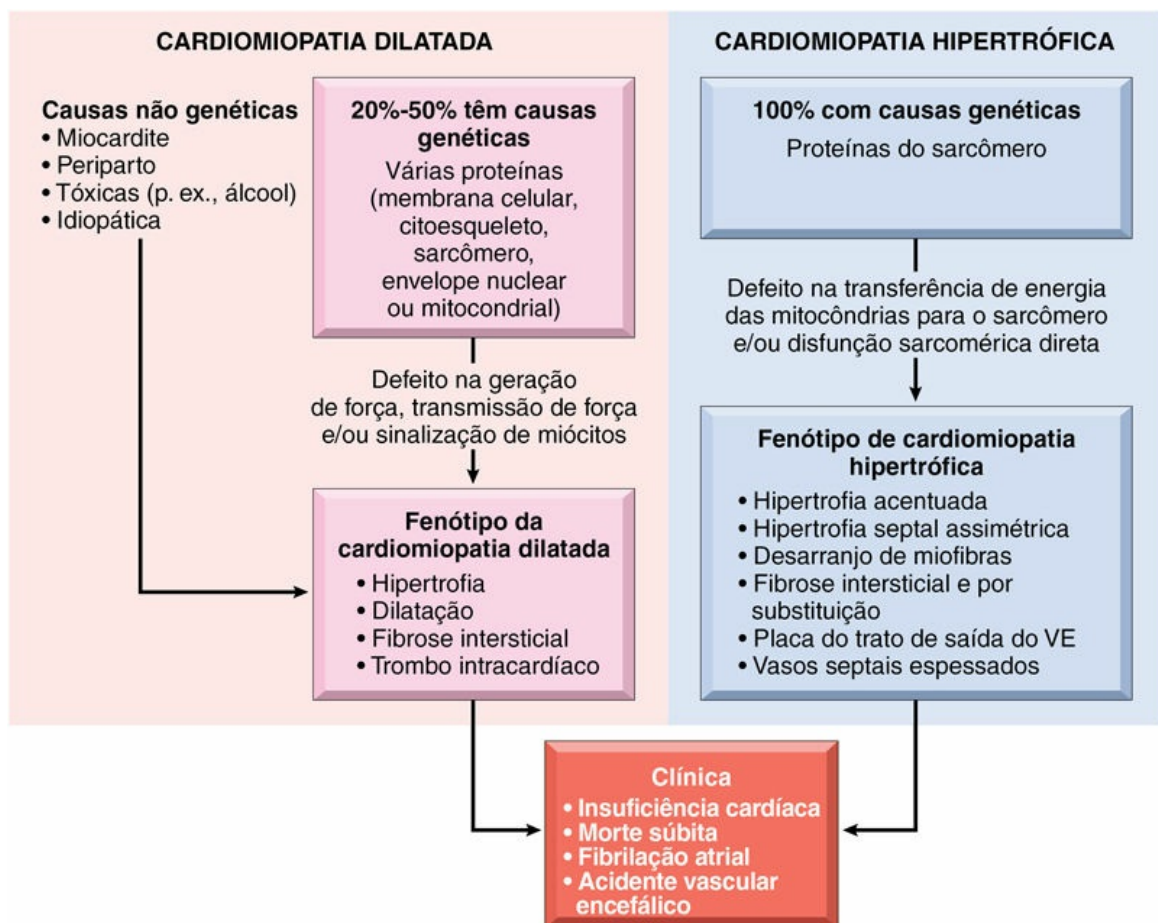 CARDIOMIOPATIA DILATADA
Causas não genéticas
• Miocardite
• Periparto
• Tóxicas (p. ex., álcool)
• Idiopática
20%-50% têm causas
genéticas
Várias proteínas
(membrana celular,
citoesqueleto,
sarcômero,
envelope nuclear
ou mitocondrial)
Defeito na geração
de força, transmissão de força
e/ou sinalização de miócitos
Fenótipo da
cardiomiopatia dilatada
• Hipertrofia
• Dilatação
• Fibrose intersticial
• Trombo intracardíaco
CARDIOMIOPATIA HIPERTRÓFICA
100% com causas genéticas
Proteínas do sarcômero
Defeito na transferência de energia
das mitocôndrias para o sarcômero
e/ou disfunção sarcomérica direta
Fenótipo de cardiomiopatia
hipertrófica
• Hipertrofia acentuada
• Hipertrofia septal assimétrica
• Desarranjo de miofibras
• Fibrose intersticial e por
substituição
• Placa do trato de saída do VE
• Vasos septais espessados
Clínica
• Insuficiência cardíaca
• Morte súbita
• Fibrilação atrial
• Acidente vascular
encefálico